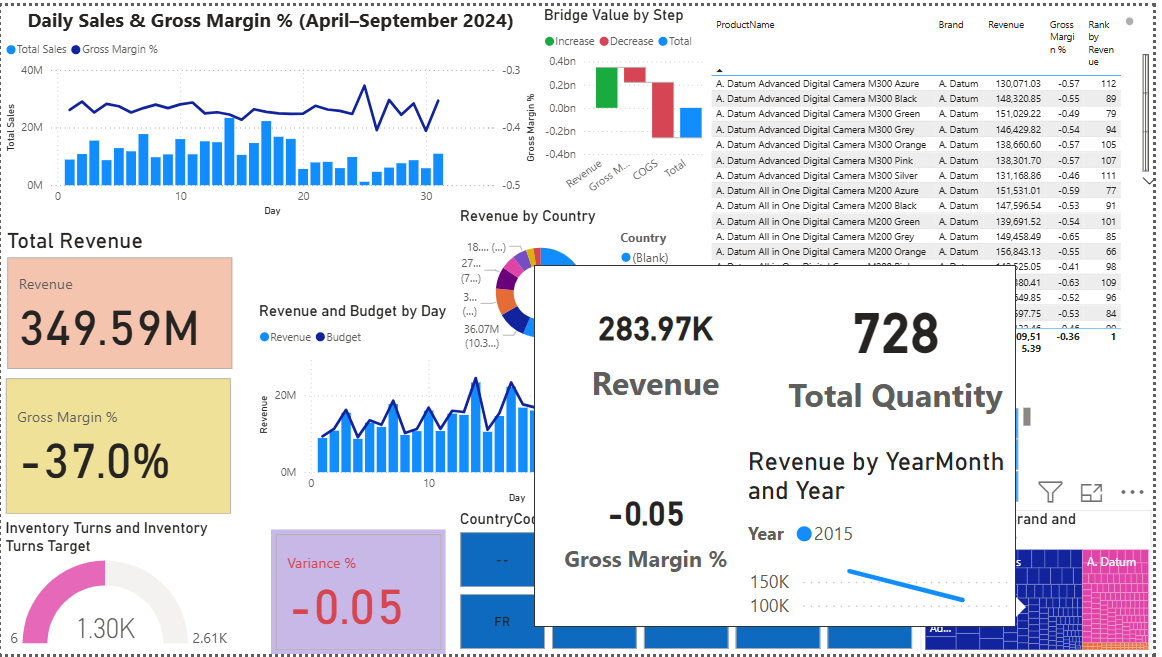 Daily Sales & Gross Margin % (April–September 2024)
Total Sales Gross Margin %
Total Sales
40M
20M
0M
0 10 20 30
Day
-0.3
-0.4
-0.5
Gross Margin %
Bridge Value by Step
Increase Decrease Total
0.4bn
0.2bn
0.0bn
-0.2bn
-0.4bn
Revenue
Gross M...
COGS
Total
ProductName Brand Revenue Gross Margi n % Rank by Reven ue
A. Datum Advanced Digital Camera M300 Azure A. Datum 130,071.03 -0.57 112
A. Datum Advanced Digital Camera M300 Black A. Datum 148,320.85 -0.55 89
A. Datum Advanced Digital Camera M300 Green A. Datum 151,029.22 -0.49 79
A. Datum Advanced Digital Camera M300 Grey A. Datum 146,429.82 -0.54 94
A. Datum Advanced Digital Camera M300 Orange A. Datum 138,660.60 -0.57 105
A. Datum Advanced Digital Camera M300 Pink A. Datum 138,301.70 -0.57 107
A. Datum Advanced Digital Camera M300 Silver A. Datum 131,168.86 -0.46 111
A. Datum All in One Digital Camera M200 Azure A. Datum 151,531.01 -0.59 77
A. Datum All in One Digital Camera M200 Black A. Datum 147,596.54 -0.53 91
A. Datum All in One Digital Camera M200 Green A. Datum 139,691.52 -0.54 101
A. Datum All in One Digital Camera M200 Grey A. Datum 149,458.49 -0.65 85
A. Datum All in One Digital Camera M200 Orange A. Datum 156,843.13 -0.55 66
525.05 -0.41 98
380.41 -0.63 109
549.85 -0.52 96
597.75 -0.53 84
09,51 -0.36 1
5.39
Total Revenue
Revenue
349.59M
Gross Margin %
-37.0%
Revenue by Country
18.... (...)
27...
(7...)
3...
(...)
36.07M
(10.3...)
Country
(Blank)
Revenue and Budget by Day
Revenue Budget
Revenue
20M
0M
0 10
Day
283.97K
Revenue
728
Total Quantity
-0.05
Gross Margin %
Revenue by YearMonth
and Year
Year 2015
150K
100K
Inventory Turns and Inventory
Turns Target
6
1.30K
2.61K
Variance %
-0.05
CountryCod
--
FR
rand and
s
A. Datum
Ad...